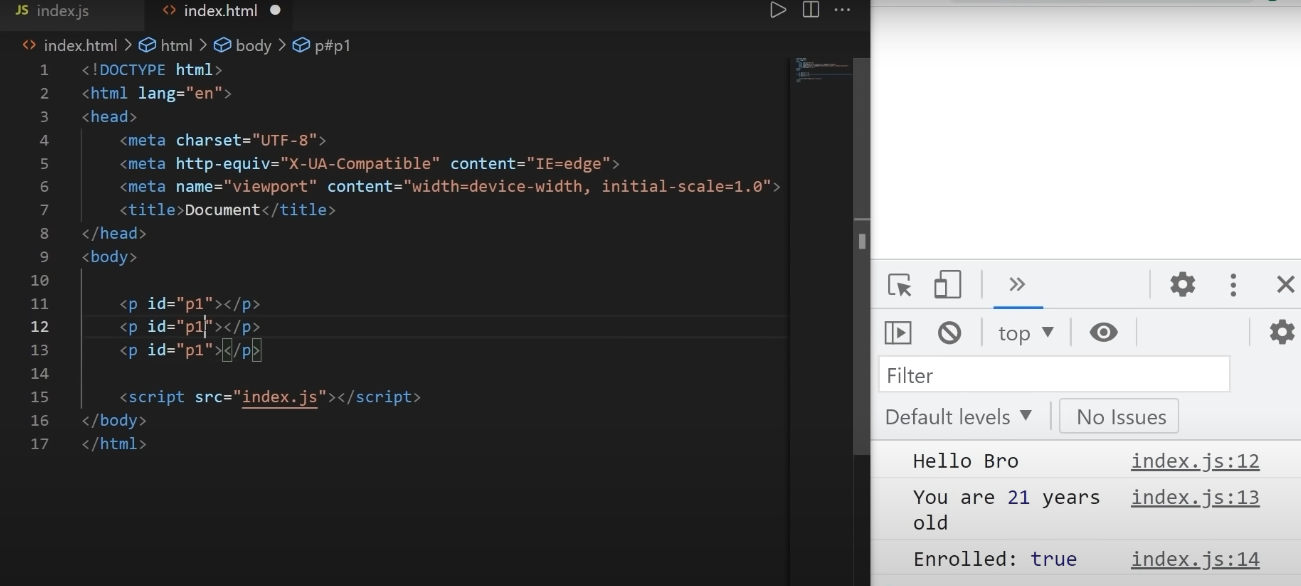 JS index.js <> index.html
<> index.html > html > body > p#p1
1 <!DOCTYPE html>
2 <html lang="en">
3 <head>
4 <meta charset="UTF-8">
5 <meta http-equiv="X-UA-Compatible" content="IE=edge">
6 <meta name="viewport" content="width=device-width, initial-scale=1.0">
7 <title>Document</title>
8 </head>
9 <body>
10
11 <p id="p1"></p>
12 <p id="p1"></p>
13 <p id="p1"></p>
14
15 <script src="index.js"></script>
16 </body>
17 </html>
top
Filter
Default levels
No Issues
Hello Bro index.js:12
You are 21 years index.js:13
old
Enrolled: true index.js:14